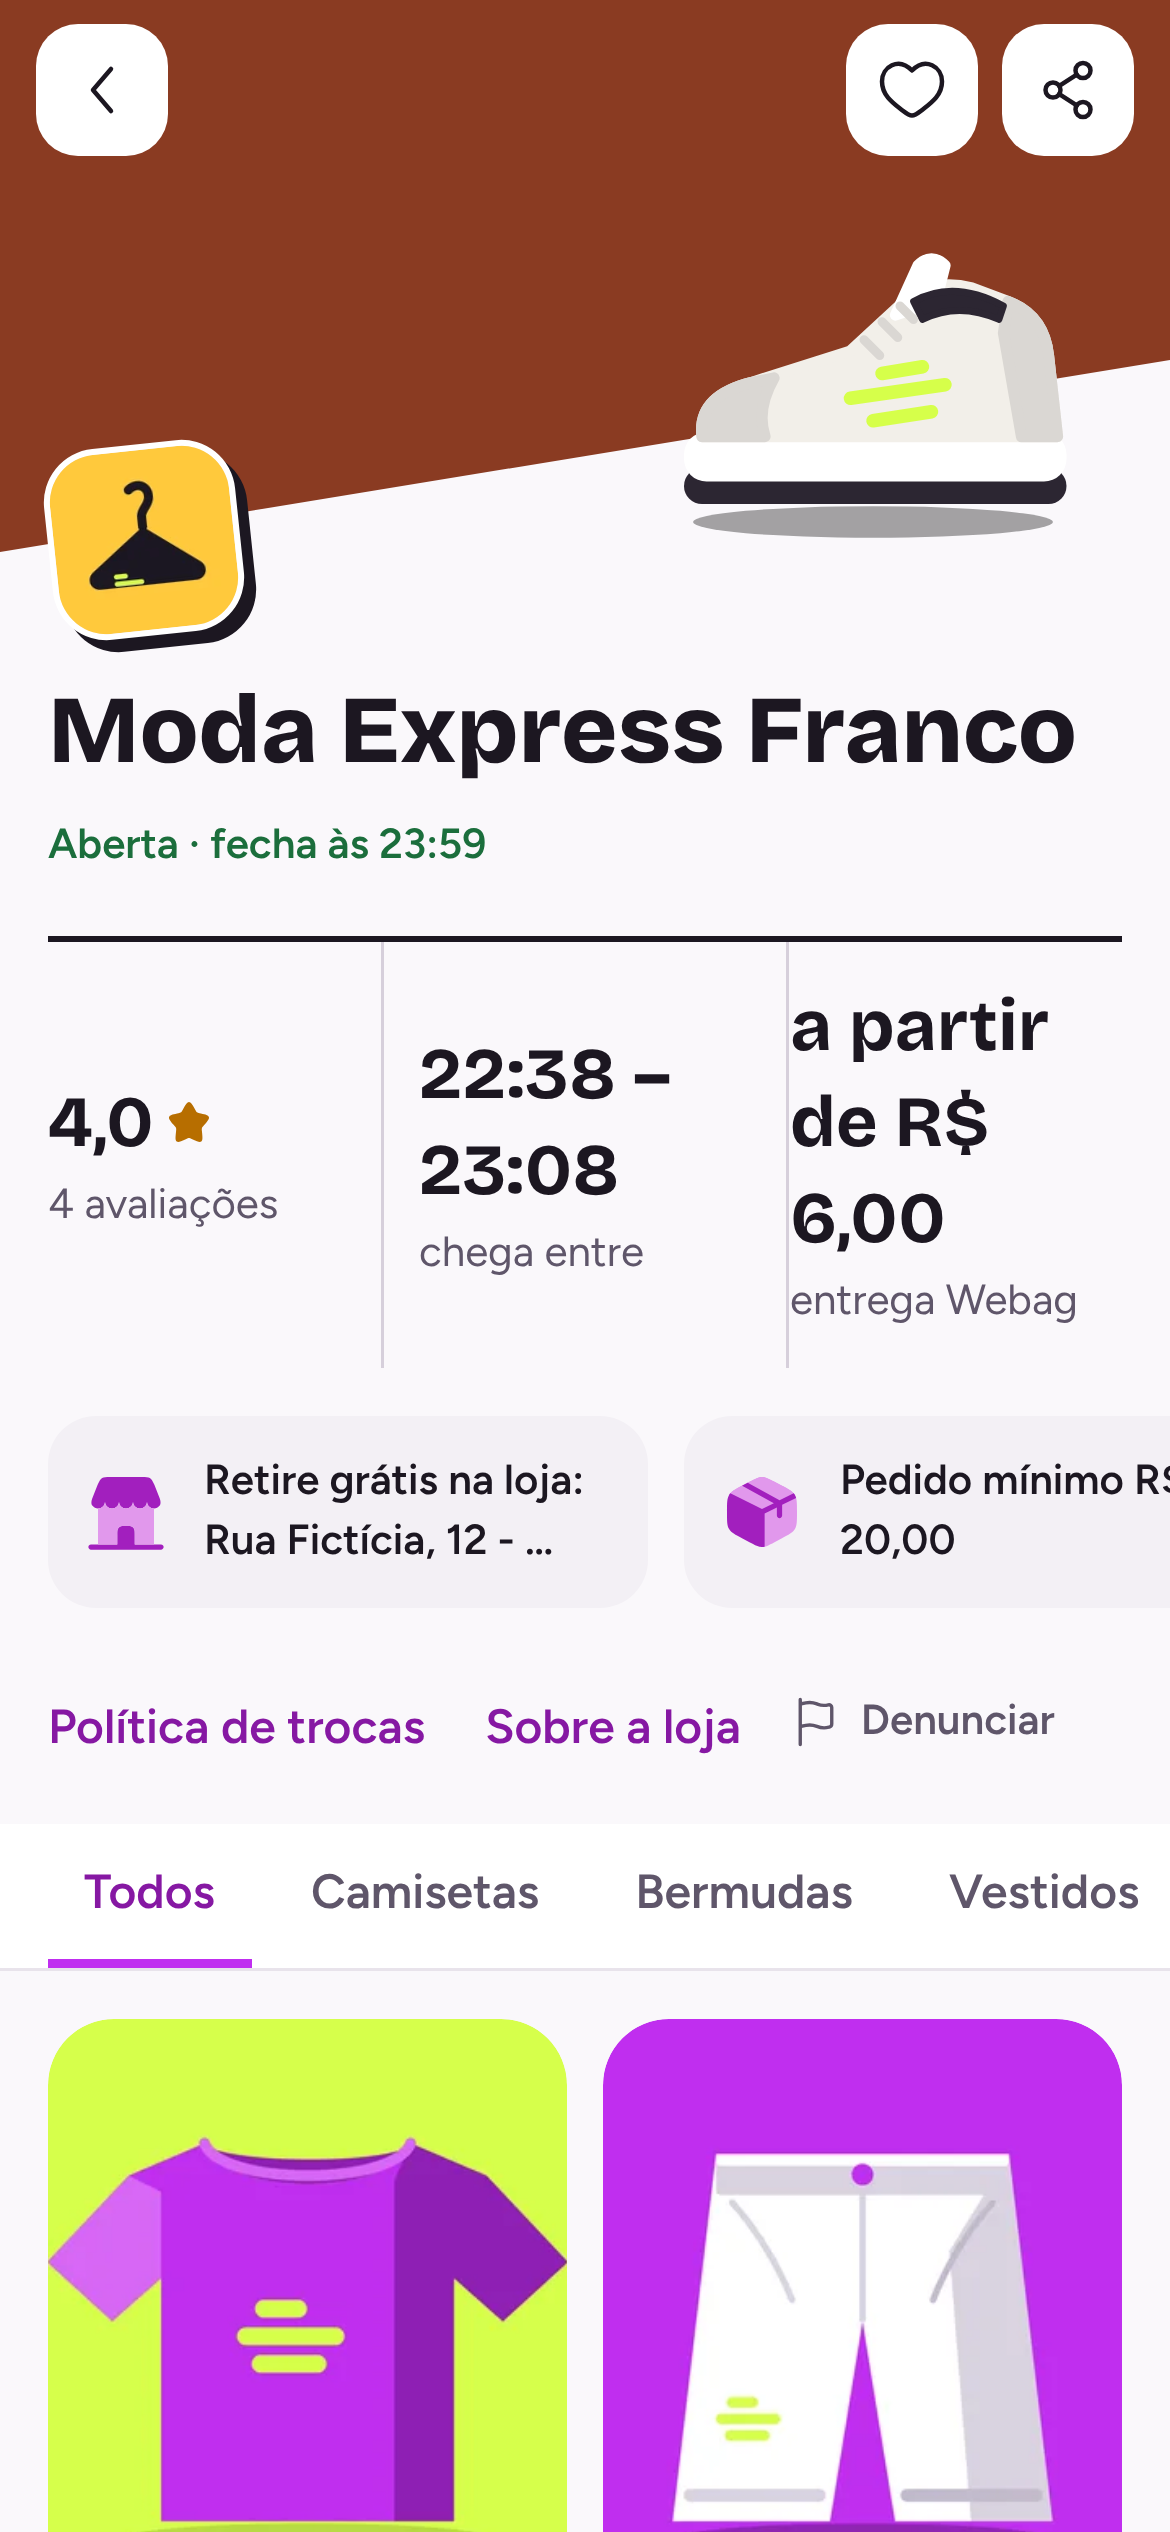 Moda Express Franco
Aberta · fecha às 23:59
4,0
4 avaliações
22:38 –
23:08
chega entre
a partir
de R$
6,00
entrega Webag
Retire grátis na loja:
Rua Fictícia, 12 - ...
Pedido mínimo R$
20,00
Política de trocas
Sobre a loja
Denunciar
Todos
Camisetas
Bermudas
Vestidos